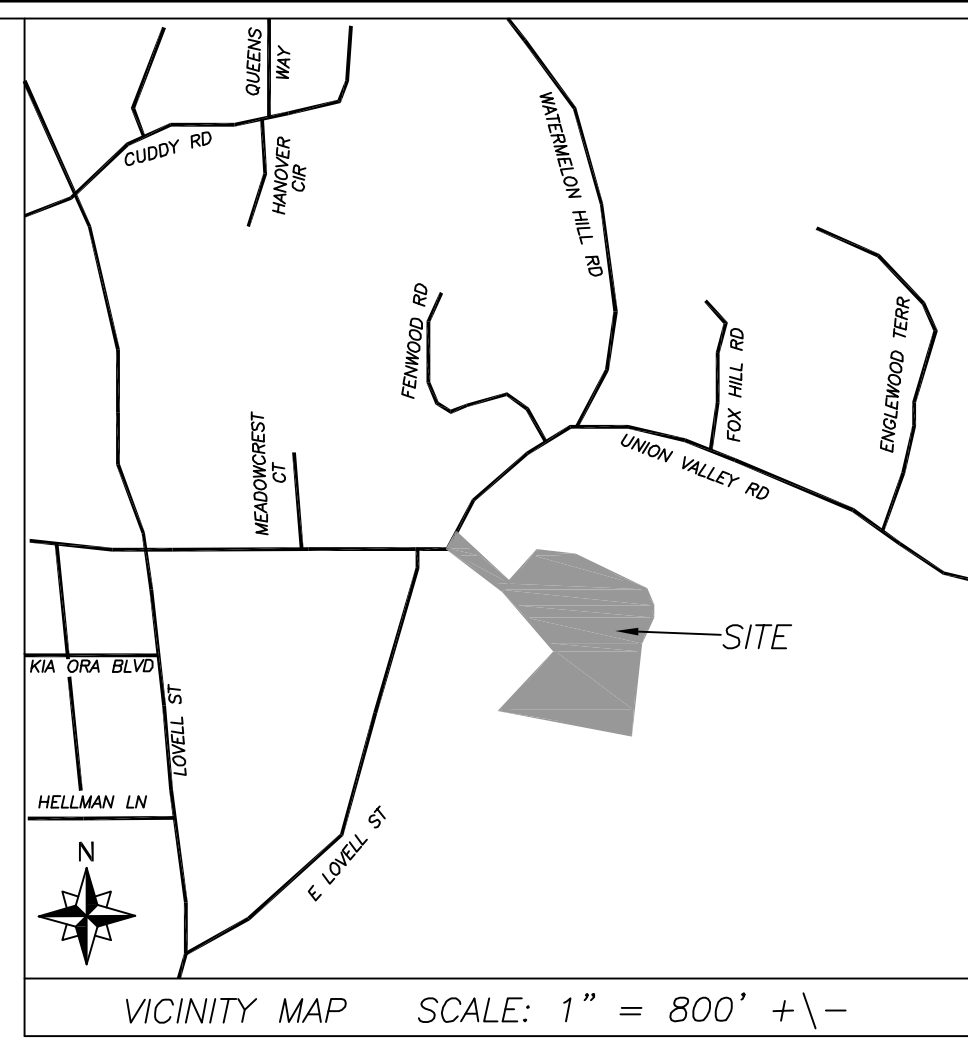 QUEENS
WAY
CUDDY RD
HANOVER
CIR
WATERMELON HILL RD
FENWOOD RD
FOX HILL RD
ENGLEWOOD TERR
MEADOWCREST
CT
UNION VALLEY RD
SITE
KIA ORA BLVD
LOVELL ST
HELLMAN LN
E LOVELL ST
N
VICINITY MAP SCALE: 1" = 800' +\-